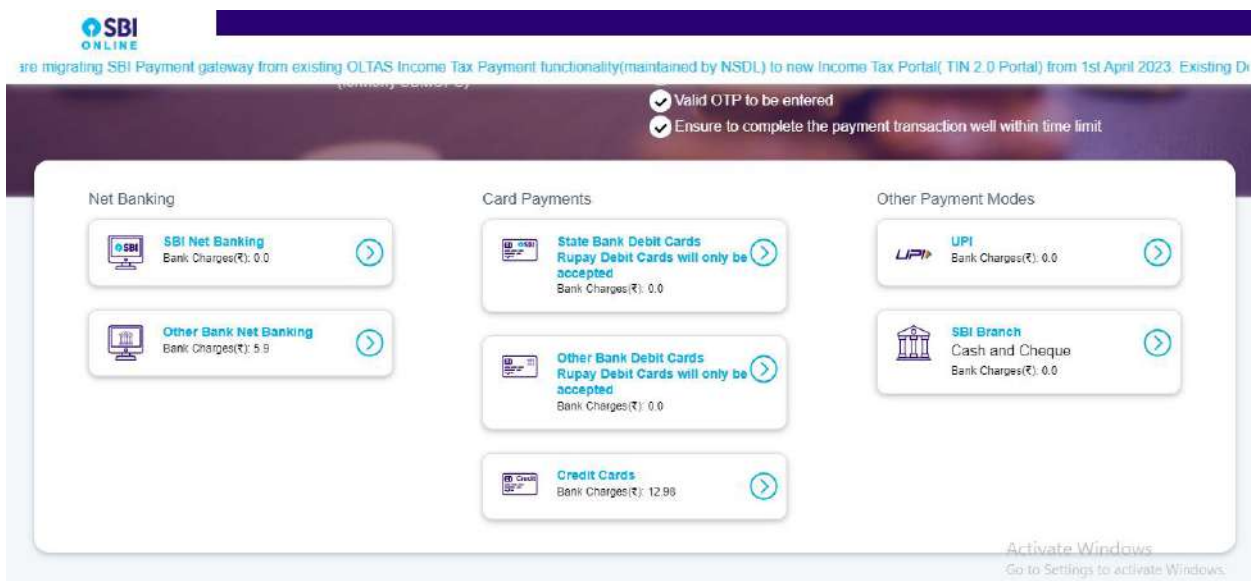 SBI
ONLINE
are migrating SBI Payment gateway from existing OLTAS Income Tax Payment functionality(maintained by NSDL) to new Income Tax Portal( TIN 2.0 Portal) from 1st April 2023. Existing
Valid OTP to be entered
Ensure to complete the payment transaction well within time limit
Net Banking
SBI Net Banking
Bank Charges(₹): 0.0
Other Bank Net Banking
Bank Charges(₹): 5.9
Card Payments
State Bank Debit Cards
Rupay Debit Cards will only be
accepted
Bank Charges(₹): 0.0
Other Bank Debit Cards
Rupay Debit Cards will only be
accepted
Bank Charges(₹): 0.0
Credit Cards
Bank Charges(₹): 12.98
Other Payment Modes
UPI
UPI
Bank Charges(₹): 0.0
SBI Branch
Cash and Cheque
Bank Charges(₹): 0.0
Activate Windows
Go to Settings to activate Windows.